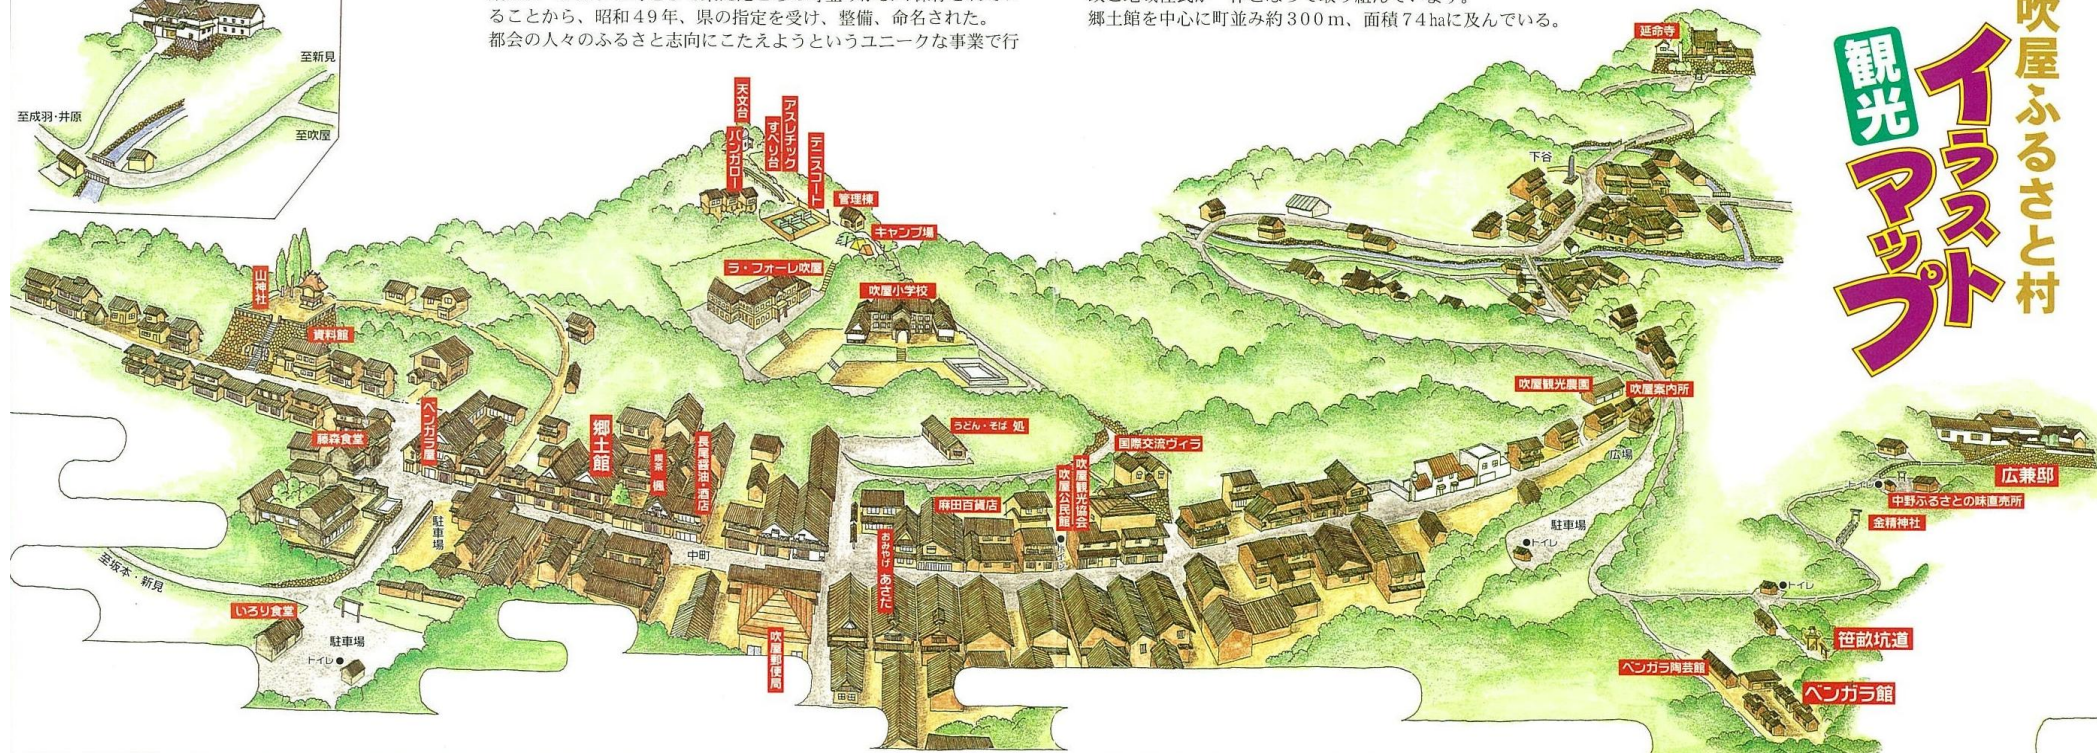 ることから、昭和49年、県の指定を受け、整備、命名された。
都会の人々のふるさと志向にこたえようというユニークな事業で行
郷土館を中心に町並み約300m、面積74haに及んでいる。
吹屋ふるさと村
観光
イラスト
マップ
至新見
至成羽・井原
至吹屋
延命寺
下谷
天文台
バンガロー
アスレチック
すべり台
テニスコート
管理棟
キャンプ場
ラ・フォーレ吹屋
吹屋小学校
山神社
資料館
藤森食堂
ベンガラ屋
郷土館
喫茶 楓
長尾醤油・酒店
うどん・そば 処
国際交流ヴィラ
吹屋観光協会
吹屋公民館
トイレ
麻田百貨店
おみやげ あさだ
吹屋観光農園
吹屋案内所
広場
駐車場
トイレ
駐車場
中町
至坂本・新見
いろり食堂
駐車場
トイレ
吹屋郵便局
広兼邸
トイレ
中野ふるさとの味直売所
金精神社
トイレ
笹畝坑道
ベンガラ陶芸館
ベンガラ館